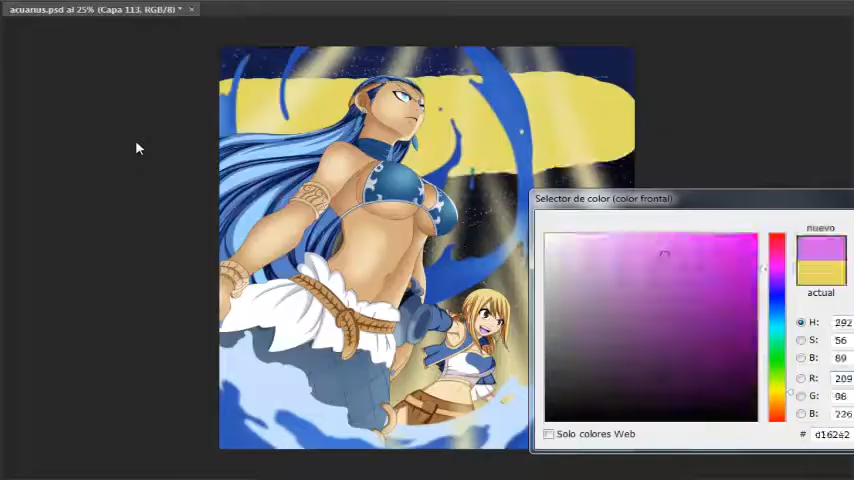 acuarius.psd al 25% (Capa 113, RGB/8) * ×
Selector de color (color frontal)
nuevo
actual
H: 292
S: 56
B: 89
R: 209
G: 98
B: 226
Solo colores Web
# d162e2